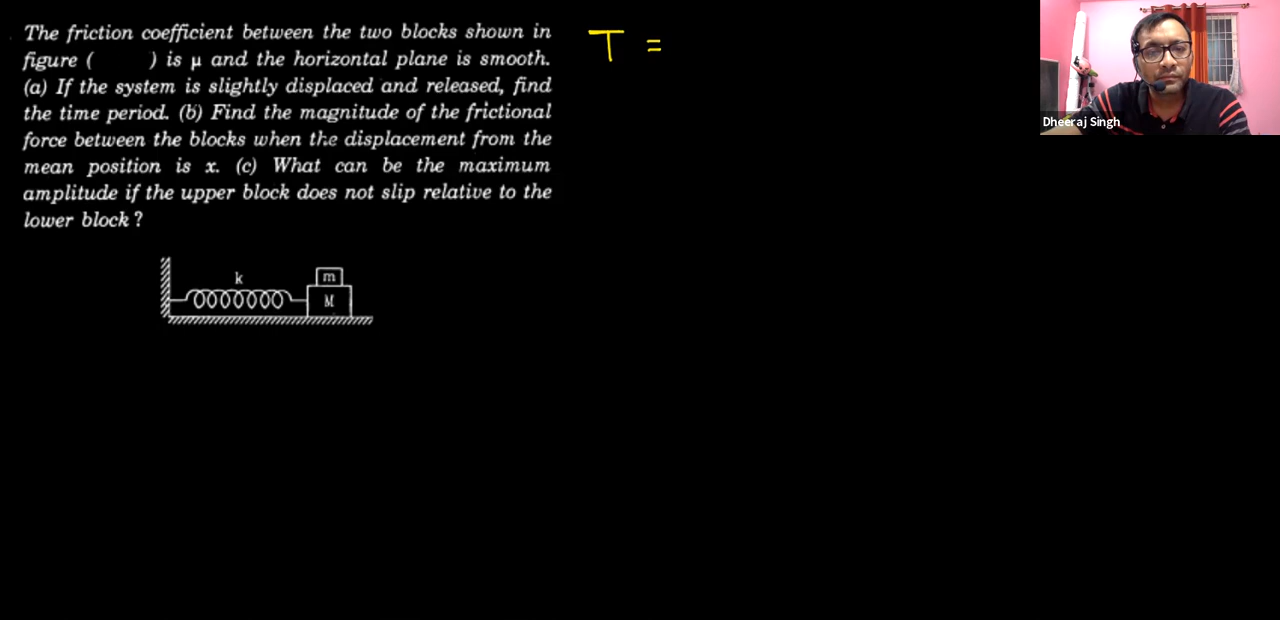 The friction coefficient between the two blocks shown in
figure ( ) is μ and the horizontal plane is smooth.
(a) If the system is slightly displaced and released, find
the time period. (b) Find the magnitude of the frictional
force between the blocks when the displacement from the
mean position is x. (c) What can be the maximum
amplitude if the upper block does not slip relative to the
lower block ?
T =
k
m
M
Dheeraj Singh